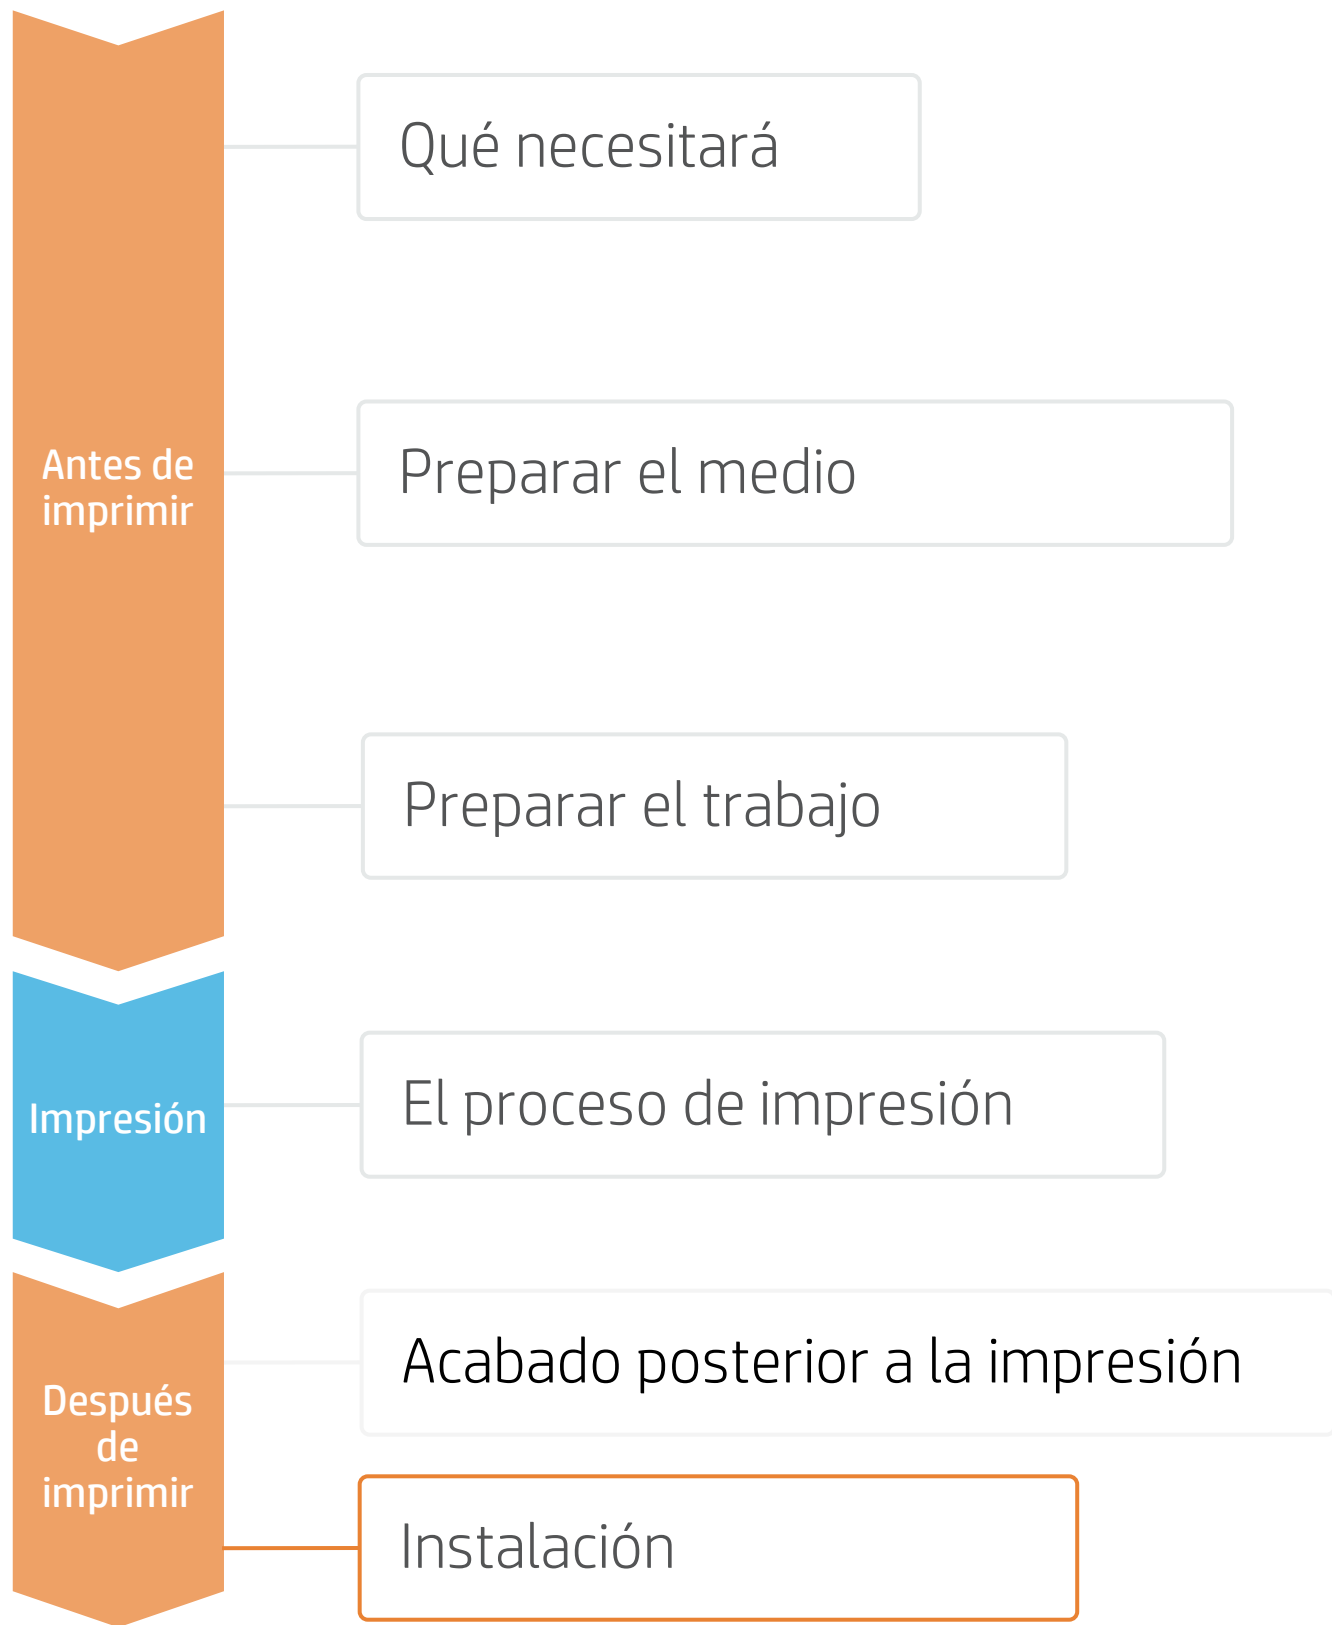 Qué necesitará
Antes de
imprimir
Preparar el medio
Preparar el trabajo
Impresión
El proceso de impresión
Después
de
imprimir
Acabado posterior a la impresión
Instalación